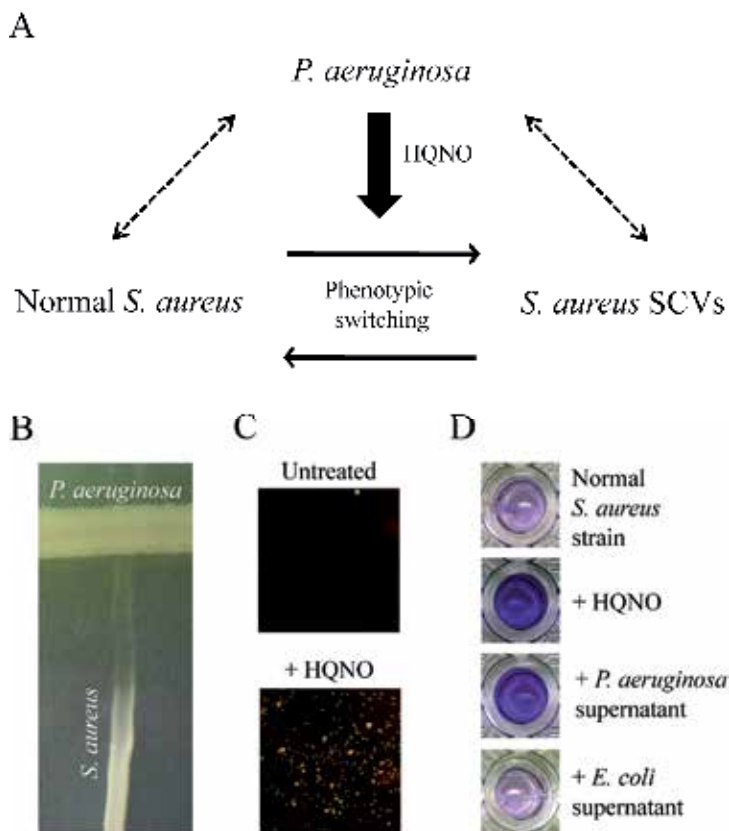 A
P. aeruginosa
HQNO
Normal S. aureus
Phenotypic
switching
S. aureus SCVs
B
P. aeruginosa
S. aureus
C
Untreated
+ HQNO
D
Normal
S. aureus
strain
+ HQNO
+ P. aeruginosa
supernatant
+ E. coli
supernatant